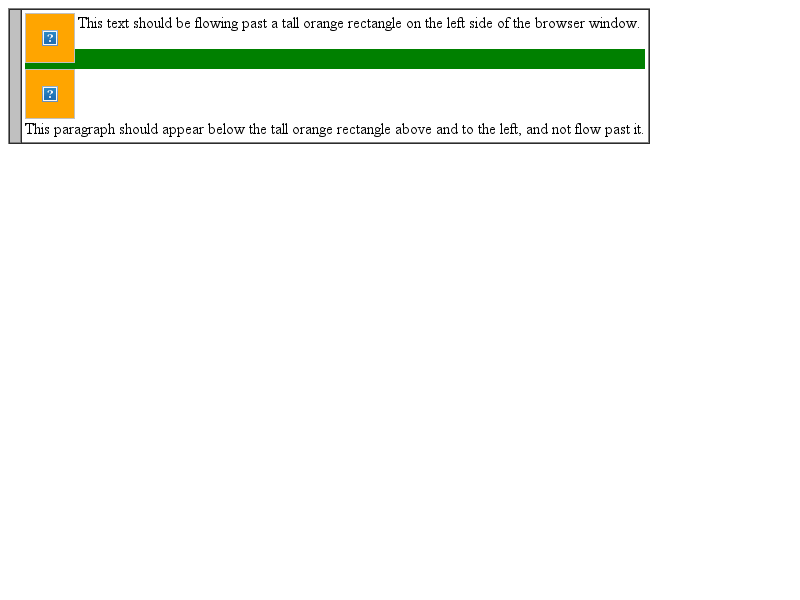 This text should be flowing past a tall orange rectangle on the left side of the browser window.
This paragraph should appear below the tall orange rectangle above and to the left, and not flow past it.